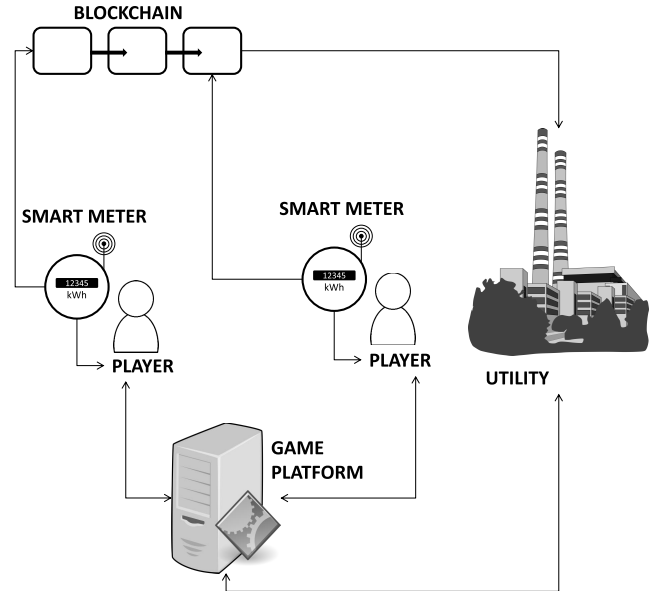 BLOCKCHAIN
SMART METER
12345
kWh
PLAYER
SMART METER
12345
kWh
PLAYER
UTILITY
GAME
PLATFORM